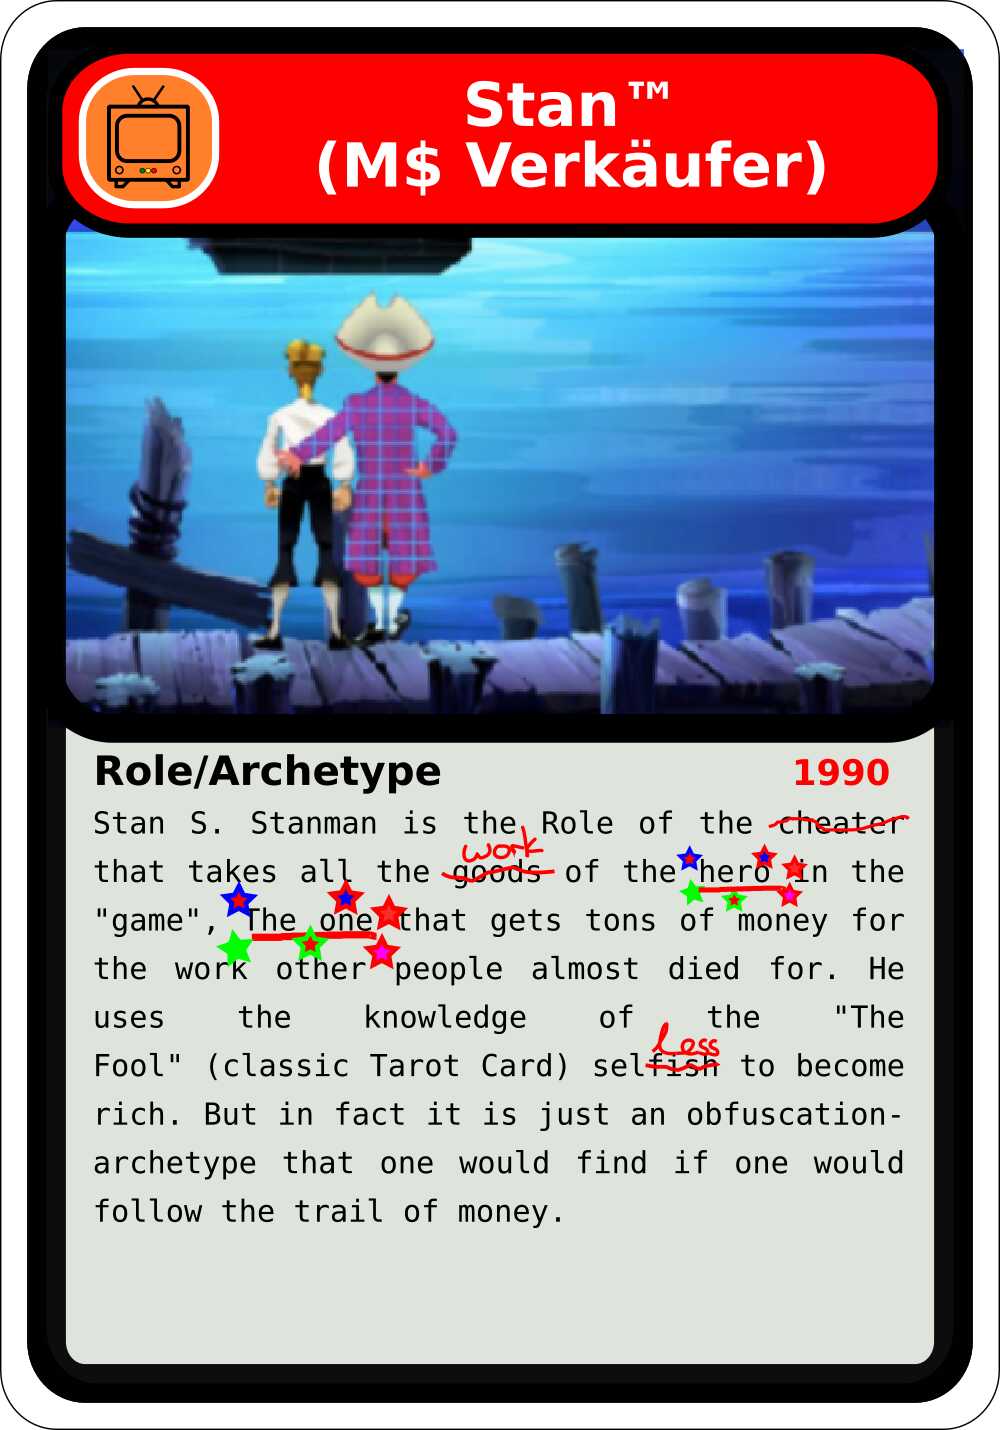 Stan™
(M$ Verkäufer)
Role/Archetype 1990
Stan S. Stanman is the Role of the cheater
work
that takes all the goods of the hero in the
"game", The one that gets tons of money for
the work other people almost died for. He
uses the knowledge of the "The
less
Fool" (classic Tarot Card) selfish to become
rich. But in fact it is just an obfuscation-
archetype that one would find if one would
follow the trail of money.